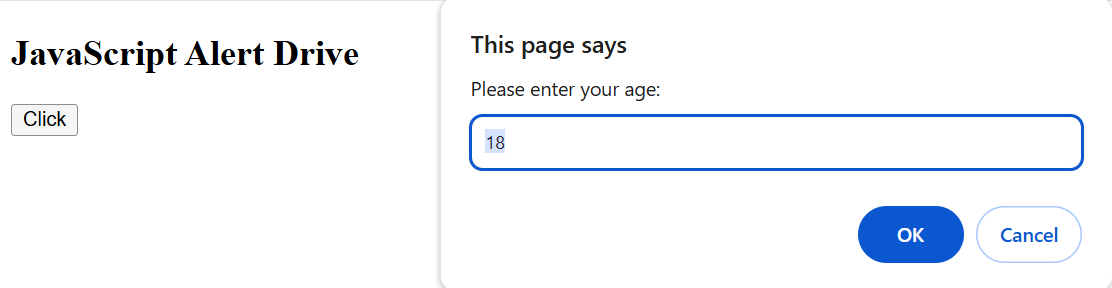 JavaScript Alert Drive
Click
This page says
Please enter your age:
18
OK
Cancel